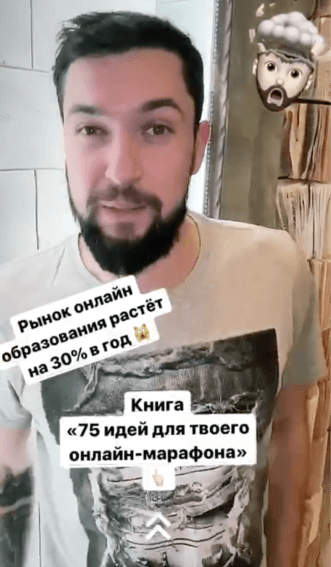 Рынок онлайн
образования растёт
на 30% в год 🙀
Книга
«75 идей для твоего
онлайн-марафона»
👆🏻